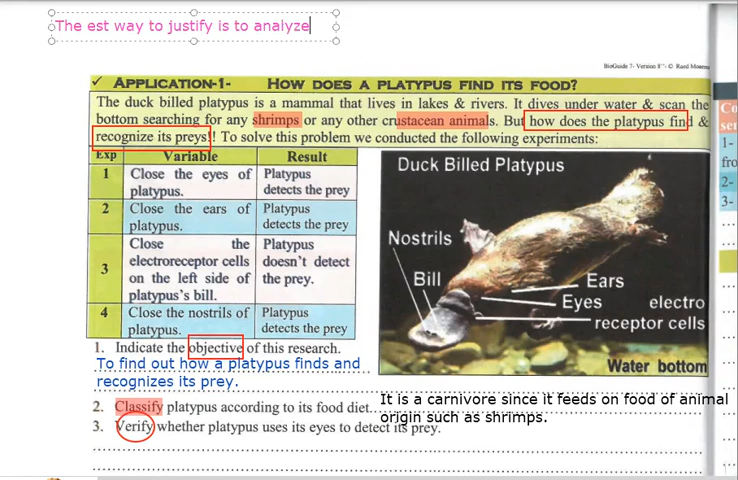 The est way to justify is to analyze
BioGuide 7- Version 8"- © Raed
✓ APPLICATION-1- HOW DOES A PLATYPUS FIND ITS FOOD?
The duck billed platypus is a mammal that lives in lakes & rivers. It dives under water & scan the
bottom searching for any shrimps or any other crustacean animals. But how does the platypus find &
recognize its preys!! To solve this problem we conducted the following experiments:
Exp Variable Result
1 Close the eyes of platypus. Platypus detects the prey
2 Close the ears of platypus. Platypus detects the prey
3 Close the electroreceptor cells on the left side of platypus's bill. Platypus doesn't detect the prey.
4 Close the nostrils of platypus. Platypus detects the prey
Duck Billed Platypus
Nostrils
Bill
Ears
Eyes
electro
receptor cells
Water bottom
1. Indicate the objective of this research.
To find out how a platypus finds and
recognizes its prey.
2. Classify platypus according to its food diet..
It is a carnivore since it feeds on food of animal
origin such as shrimps.
3. Verify whether platypus uses its eyes to detect its prey.
1-
fro
2-
3-